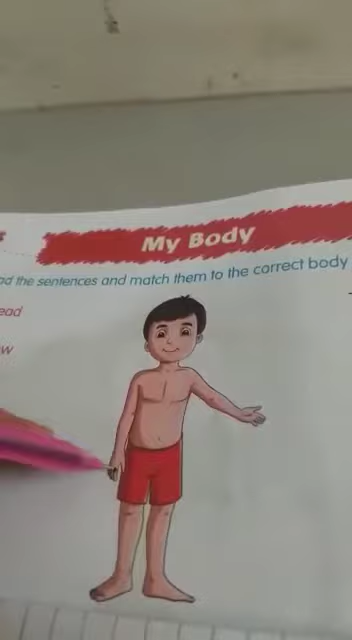 My Body
ad the sentences and match them to the correct body
ead
w